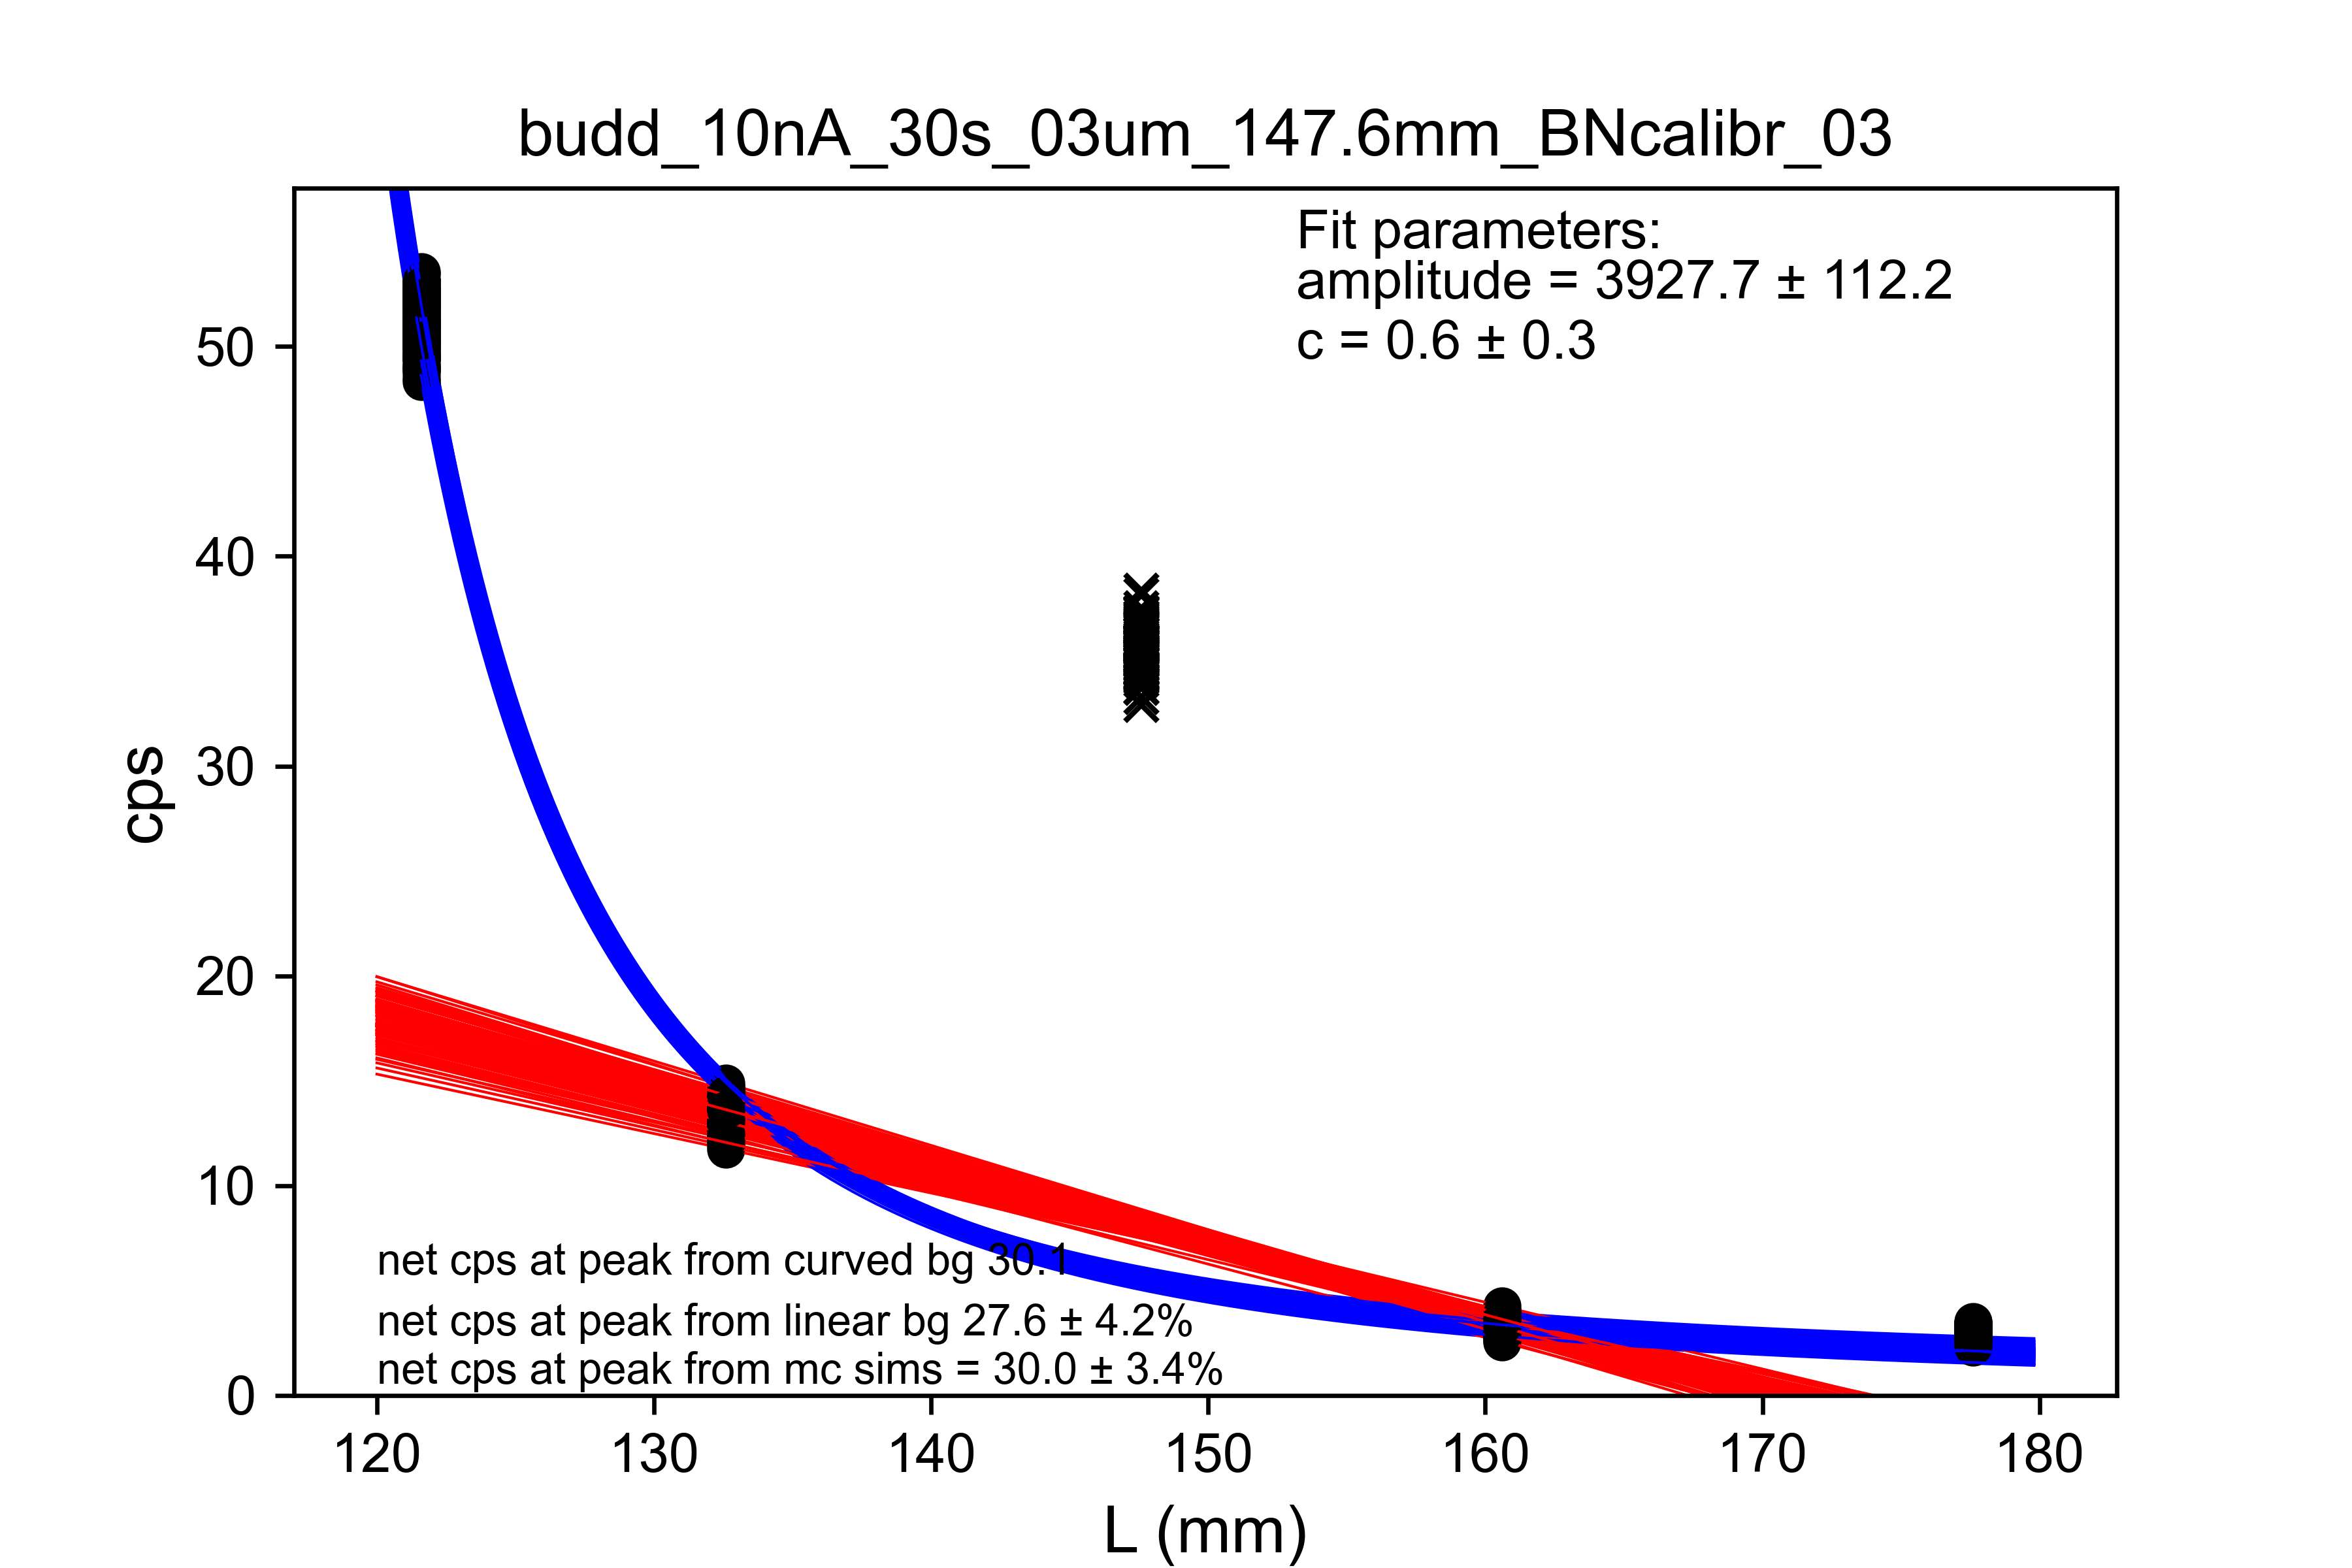 budd_10nA_30s_03um_147.6mm_BNcalibr_03
Fit parameters:
amplitude = 3927.7 ± 112.2
c = 0.6 ± 0.3
50
40
30
20
10
0
cps
net cps at peak from curved bg 30.1
net cps at peak from linear bg 27.6 ± 4.2%
net cps at peak from mc sims = 30.0 ± 3.4%
120 130 140 150 160 170 180
L (mm)